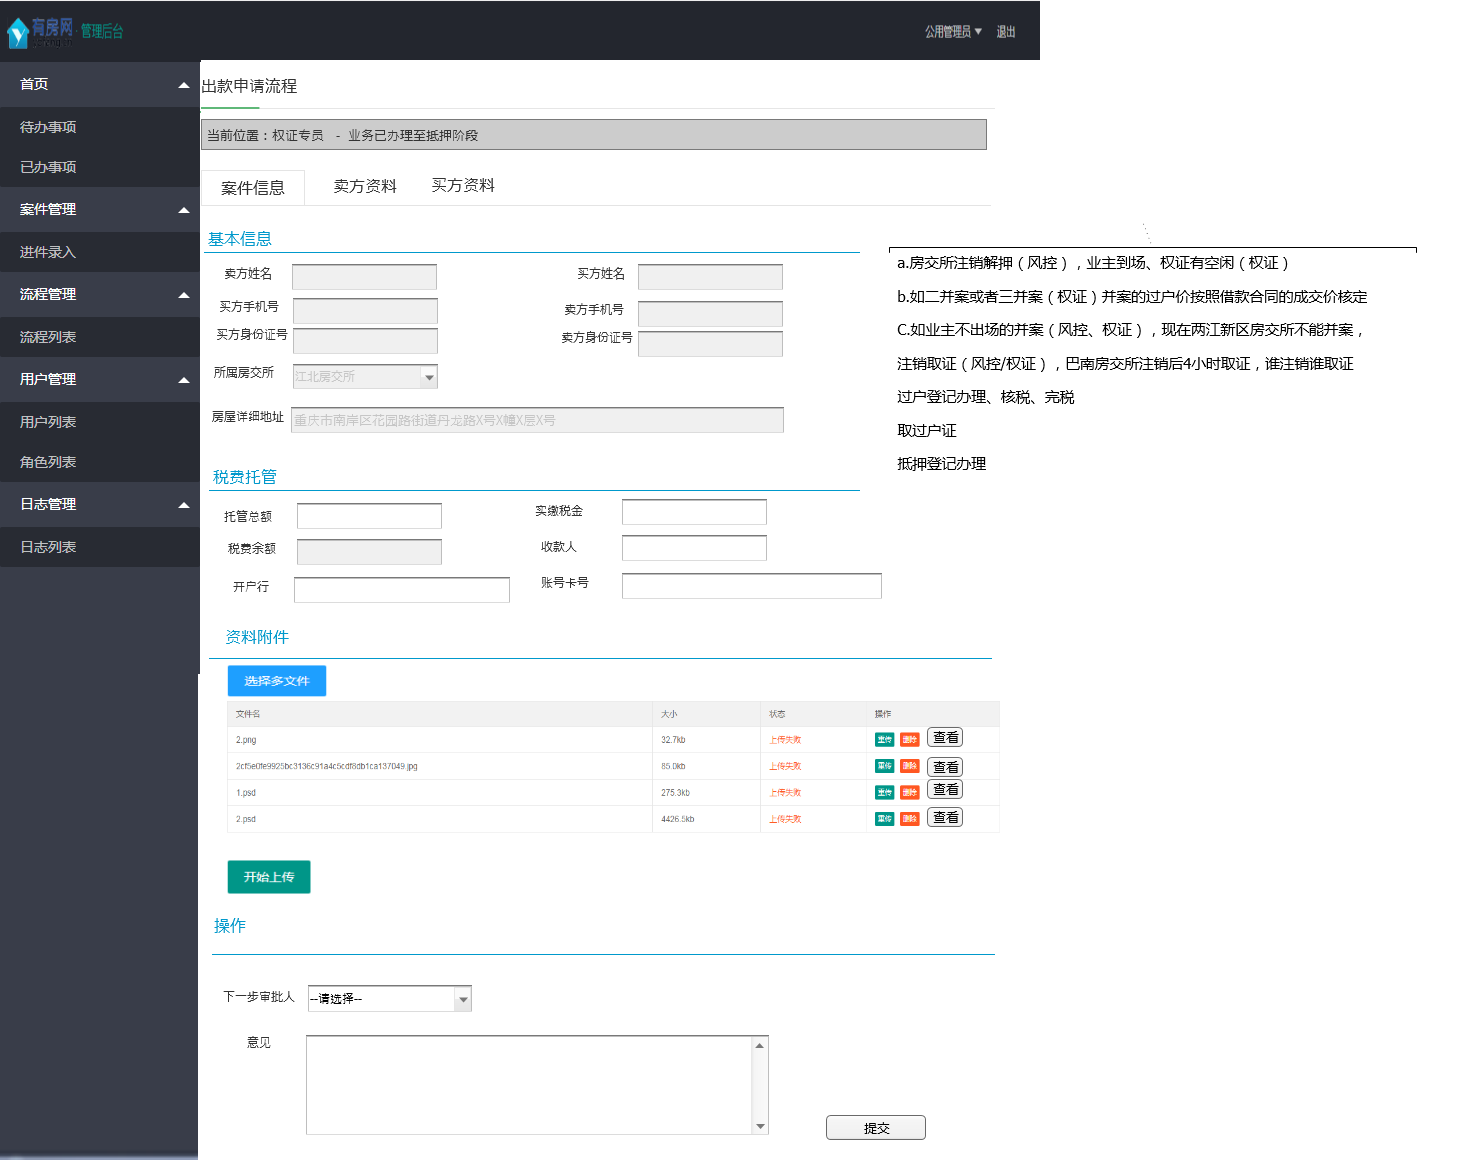 有房网 · 管理后台
公用管理员 ▼ 退出
首页
待办事项
已办事项
案件管理
进件录入
流程管理
流程列表
用户管理
用户列表
角色列表
日志管理
日志列表
出款申请流程
当前位置：权证专员 - 业务已办理至抵押阶段
案件信息 卖方资料 买方资料
基本信息
卖方姓名 买方姓名
买方手机号 卖方手机号
买方身份证号 卖方身份证号
所属房交所 江北房交所
房屋详细地址 重庆市南岸区花园路街道丹龙路X号X幢X层X号
税费托管
托管总额 实缴税金
税费余额 收款人
开户行 账号卡号
资料附件
选择多文件
文件名 大小 状态 操作
2.png 32.7kb 上传失败 重传 删除 查看
2cf5e0fe9925bc3136c91a4c5cdf8db1ca137049.jpg 85.0kb 上传失败 重传 删除 查看
1.psd 275.3kb 上传失败 重传 删除 查看
2.psd 4426.5kb 上传失败 重传 删除 查看
开始上传
操作
下一步审批人 --请选择--
意见
提交
a.房交所注销解押（风控），业主到场、权证有空闲（权证）
b.如二并案或者三并案（权证）并案的过户价按照借款合同的成交价核定
C.如业主不出场的并案（风控、权证），现在两江新区房交所不能并案，
注销取证（风控/权证），巴南房交所注销后4小时取证，谁注销谁取证
过户登记办理、核税、完税
取过户证
抵押登记办理